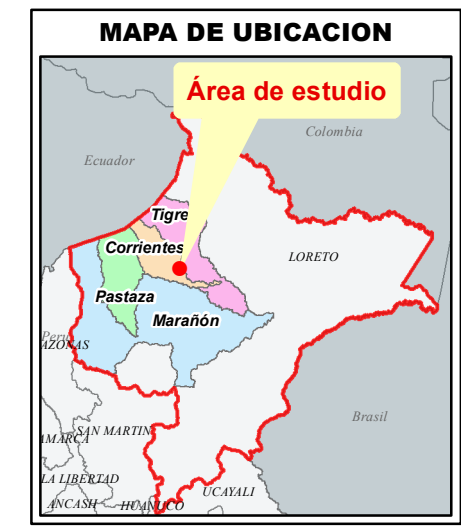 MAPA DE UBICACION
Área de estudio
Colombia
Ecuador
Tigre
Corrientes
LORETO
Pastaza
Marañón
Perú
AZONAS
Brasil
SAN MARTIN
AMARCA
LA LIBERTAD
UCAYALI
ANCASH
HUANUCO